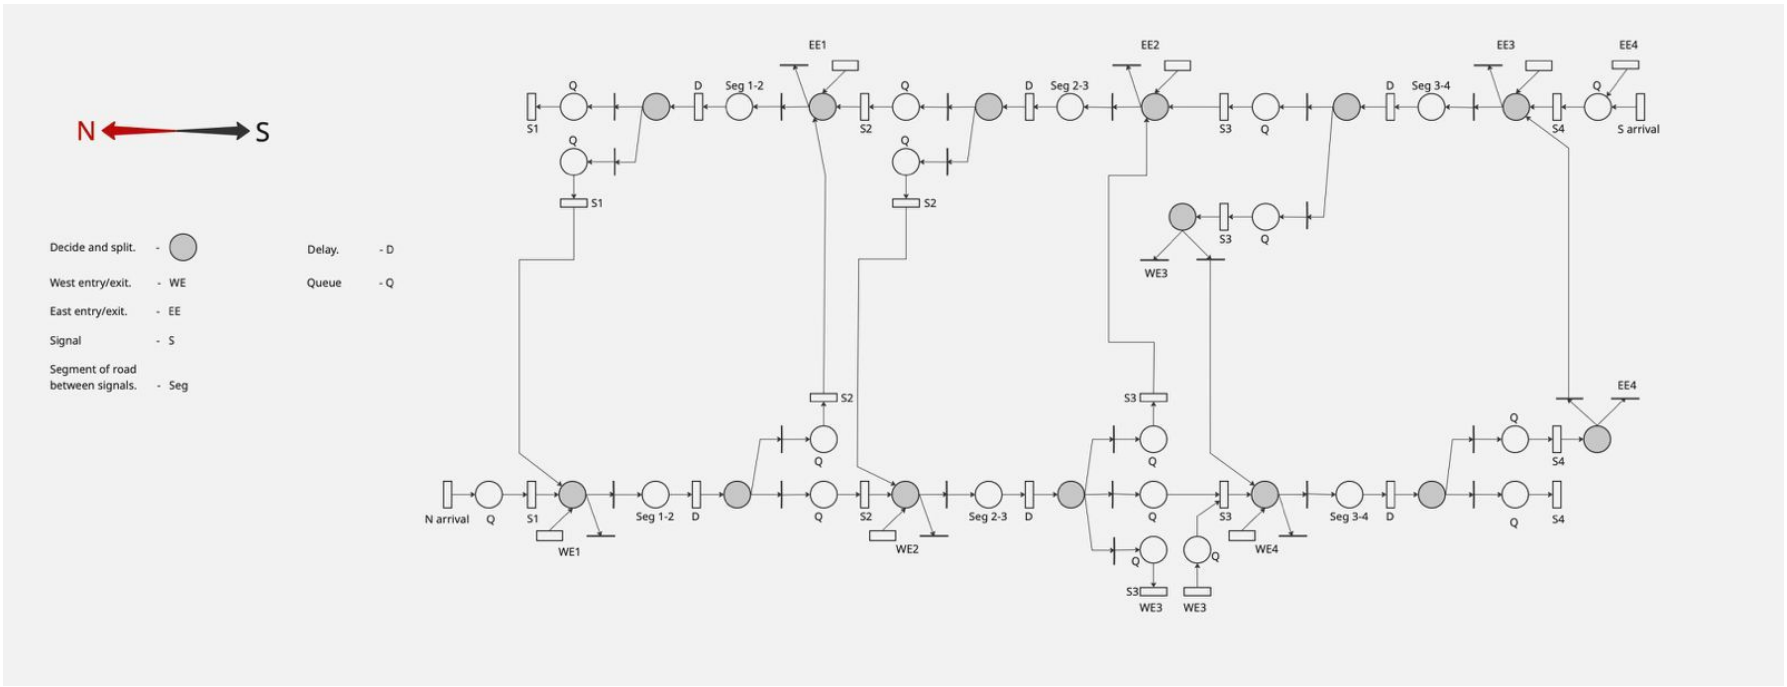 EE1
EE2
EE3
EE4
Q
D
Seg 1-2
Q
D
Seg 2-3
D
Seg 3-4
Q
N
S
S1
S2
S3
Q
S4
S arrival
Q
Q
S1
S2
S3
Q
Decide and split. -
Delay. - D
West entry/exit. - WE
Queue - Q
WE3
East entry/exit. - EE
Signal - S
Segment of road
between signals. - Seg
EE4
S2
S3
Q
Q
Q
S4
N arrival
Q
S1
Seg 1-2
D
Q
S2
Seg 2-3
D
Q
S3
Seg 3-4
D
Q
S4
WE1
WE2
WE4
Q
Q
S3
WE3
WE3